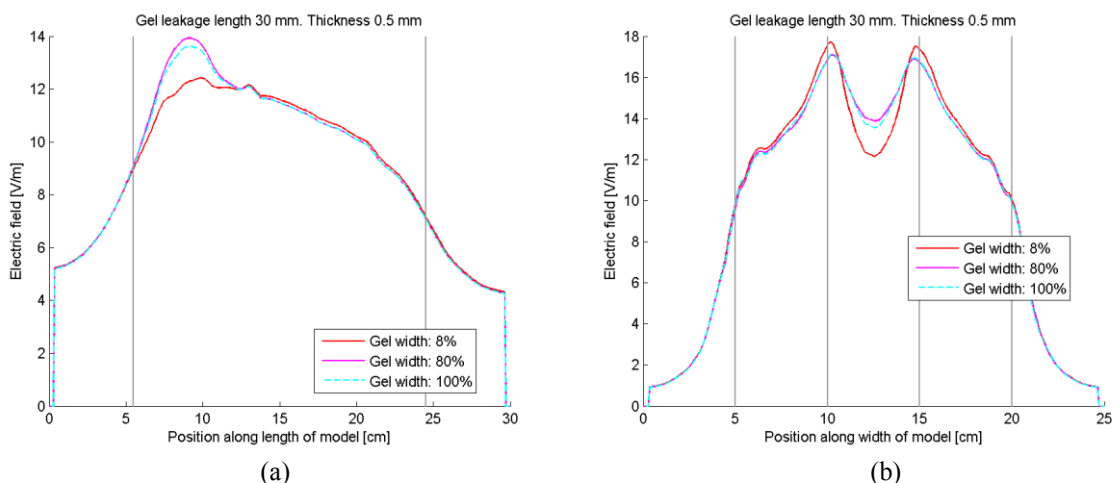 Gel leakage length 30 mm. Thickness 0.5 mm
14
12
10
8
6
4
2
0
Electric field [V/m]
Gel width: 8%
Gel width: 80%
Gel width: 100%
0 5 10 15 20 25 30
Position along length of model [cm]
(a)
Gel leakage length 30 mm. Thickness 0.5 mm
18
16
14
12
10
8
6
4
2
0
Electric field [V/m]
Gel width: 8%
Gel width: 80%
Gel width: 100%
0 5 10 15 20 25
Position along width of model [cm]
(b)